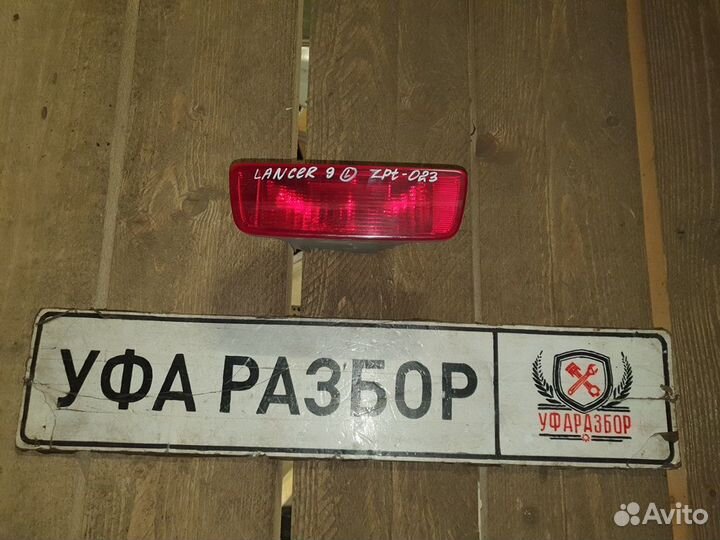 LANCER 9 Ⓛ ZPt-023
УФА РАЗБОР
УФАРАЗБОР
Avito